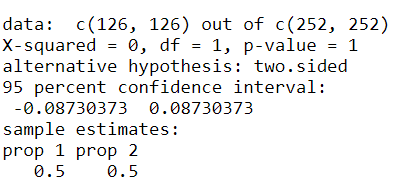 data:  c(126, 126) out of c(252, 252)
X-squared = 0, df = 1, p-value = 1
alternative hypothesis: two.sided
95 percent confidence interval:
 -0.08730373  0.08730373
sample estimates:
prop 1 prop 2
   0.5    0.5